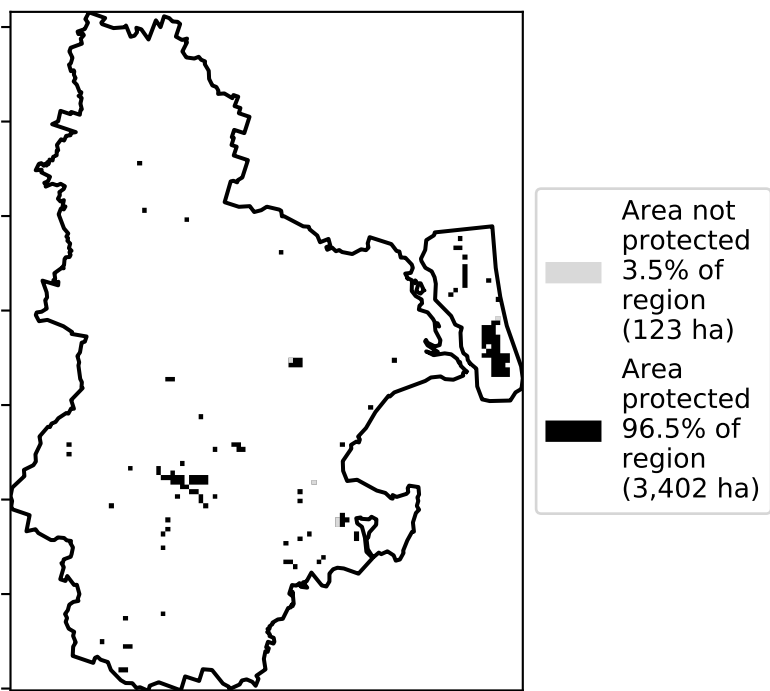 Area not
protected
3.5% of
region
(123 ha)
Area
protected
96.5% of
region
(3,402 ha)